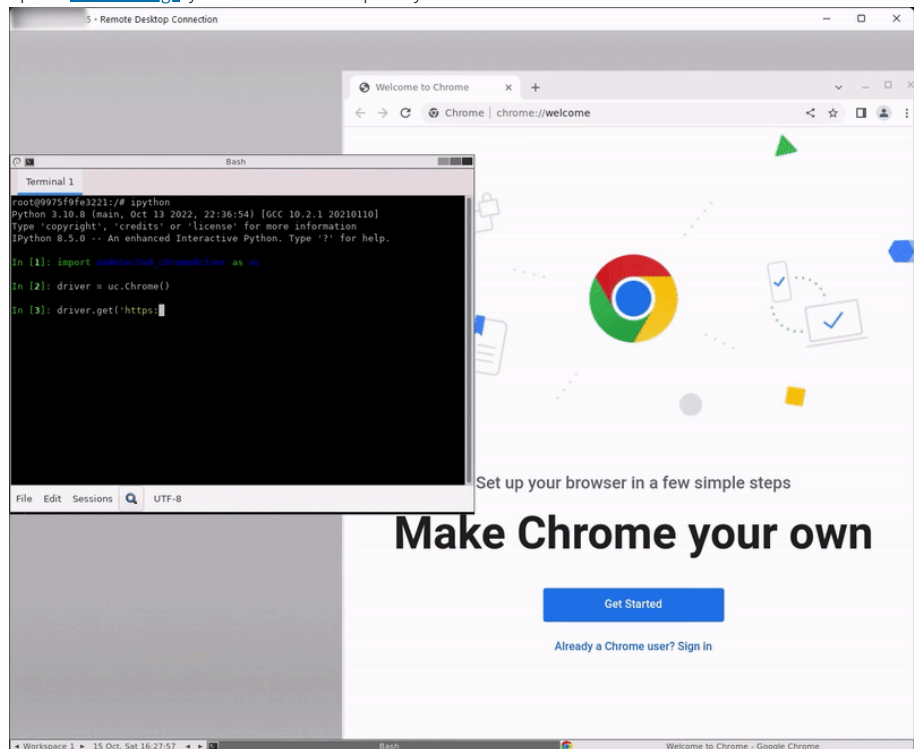 5 - Remote Desktop Connection
Welcome to Chrome
Chrome | chrome://welcome
Bash
Terminal 1
root@9975f9fe3221:/# ipython
Python 3.10.8 (main, Oct 13 2022, 22:36:54) [GCC 10.2.1 20210110]
Type 'copyright', 'credits' or 'license' for more information
IPython 8.5.0 -- An enhanced Interactive Python. Type '?' for help.
In [1]: import undetected_chromedriver as uc
In [2]: driver = uc.Chrome()
In [3]: driver.get('https:
File Edit Sessions UTF-8
Set up your browser in a few simple steps
Make Chrome your own
Get Started
Already a Chrome user? Sign in
Workspace 1 15 Oct, Sat 16:27:57 Bash Welcome to Chrome - Google Chrome